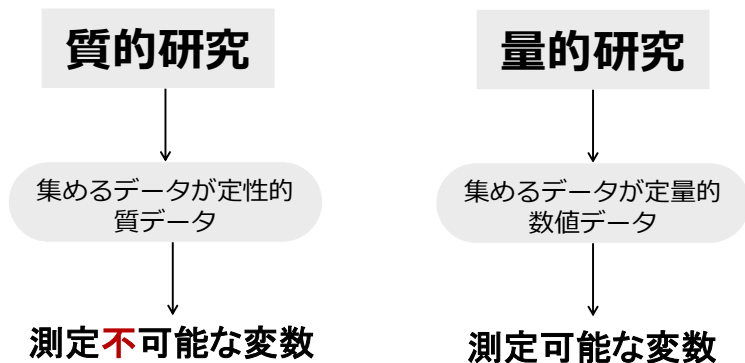 質的研究
集めるデータが定性的
質データ
測定不可能な変数
量的研究
集めるデータが定量的
数値データ
測定可能な変数